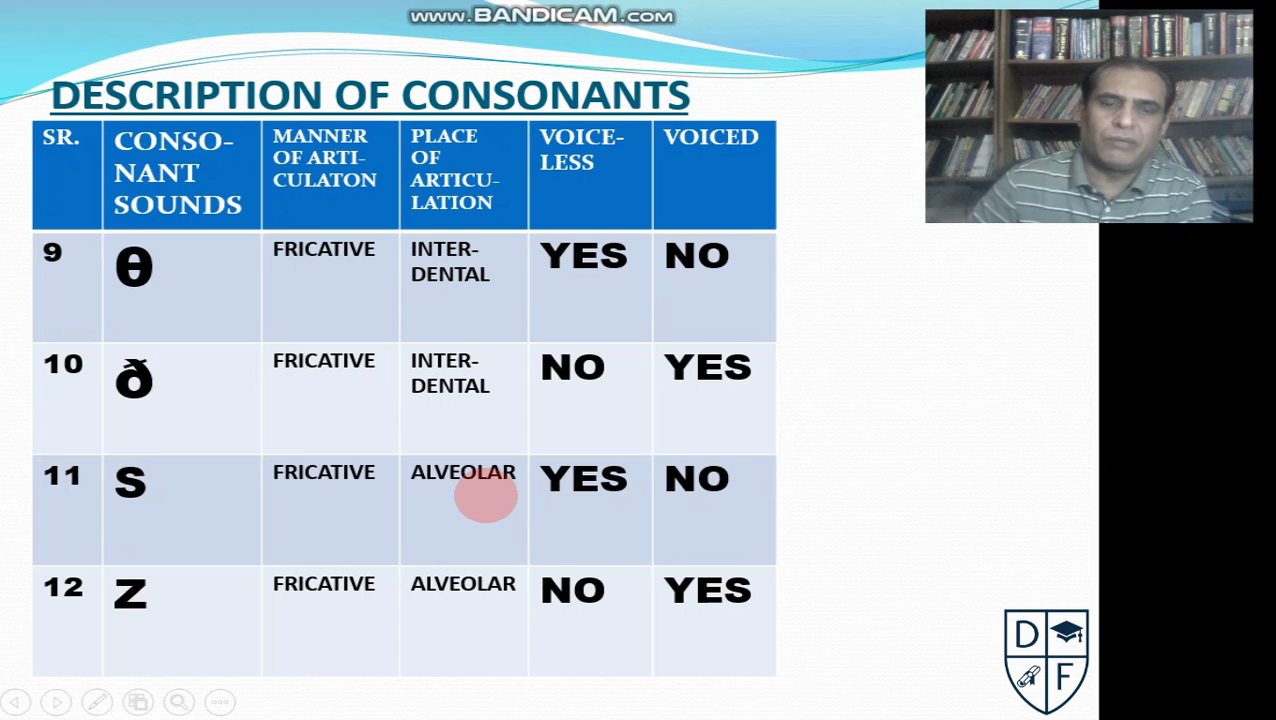 www.BANDICAM.com
DESCRIPTION OF CONSONANTS
SR.
CONSO-
NANT
SOUNDS
MANNER
OF ARTI-
CULATON
PLACE
OF
ARTICU-
LATION
VOICE-
LESS
VOICED
9
θ
FRICATIVE
INTER-
DENTAL
YES
NO
10
ð
FRICATIVE
INTER-
DENTAL
NO
YES
11
S
FRICATIVE
ALVEOLAR
YES
NO
12
Z
FRICATIVE
ALVEOLAR
NO
YES
D
F